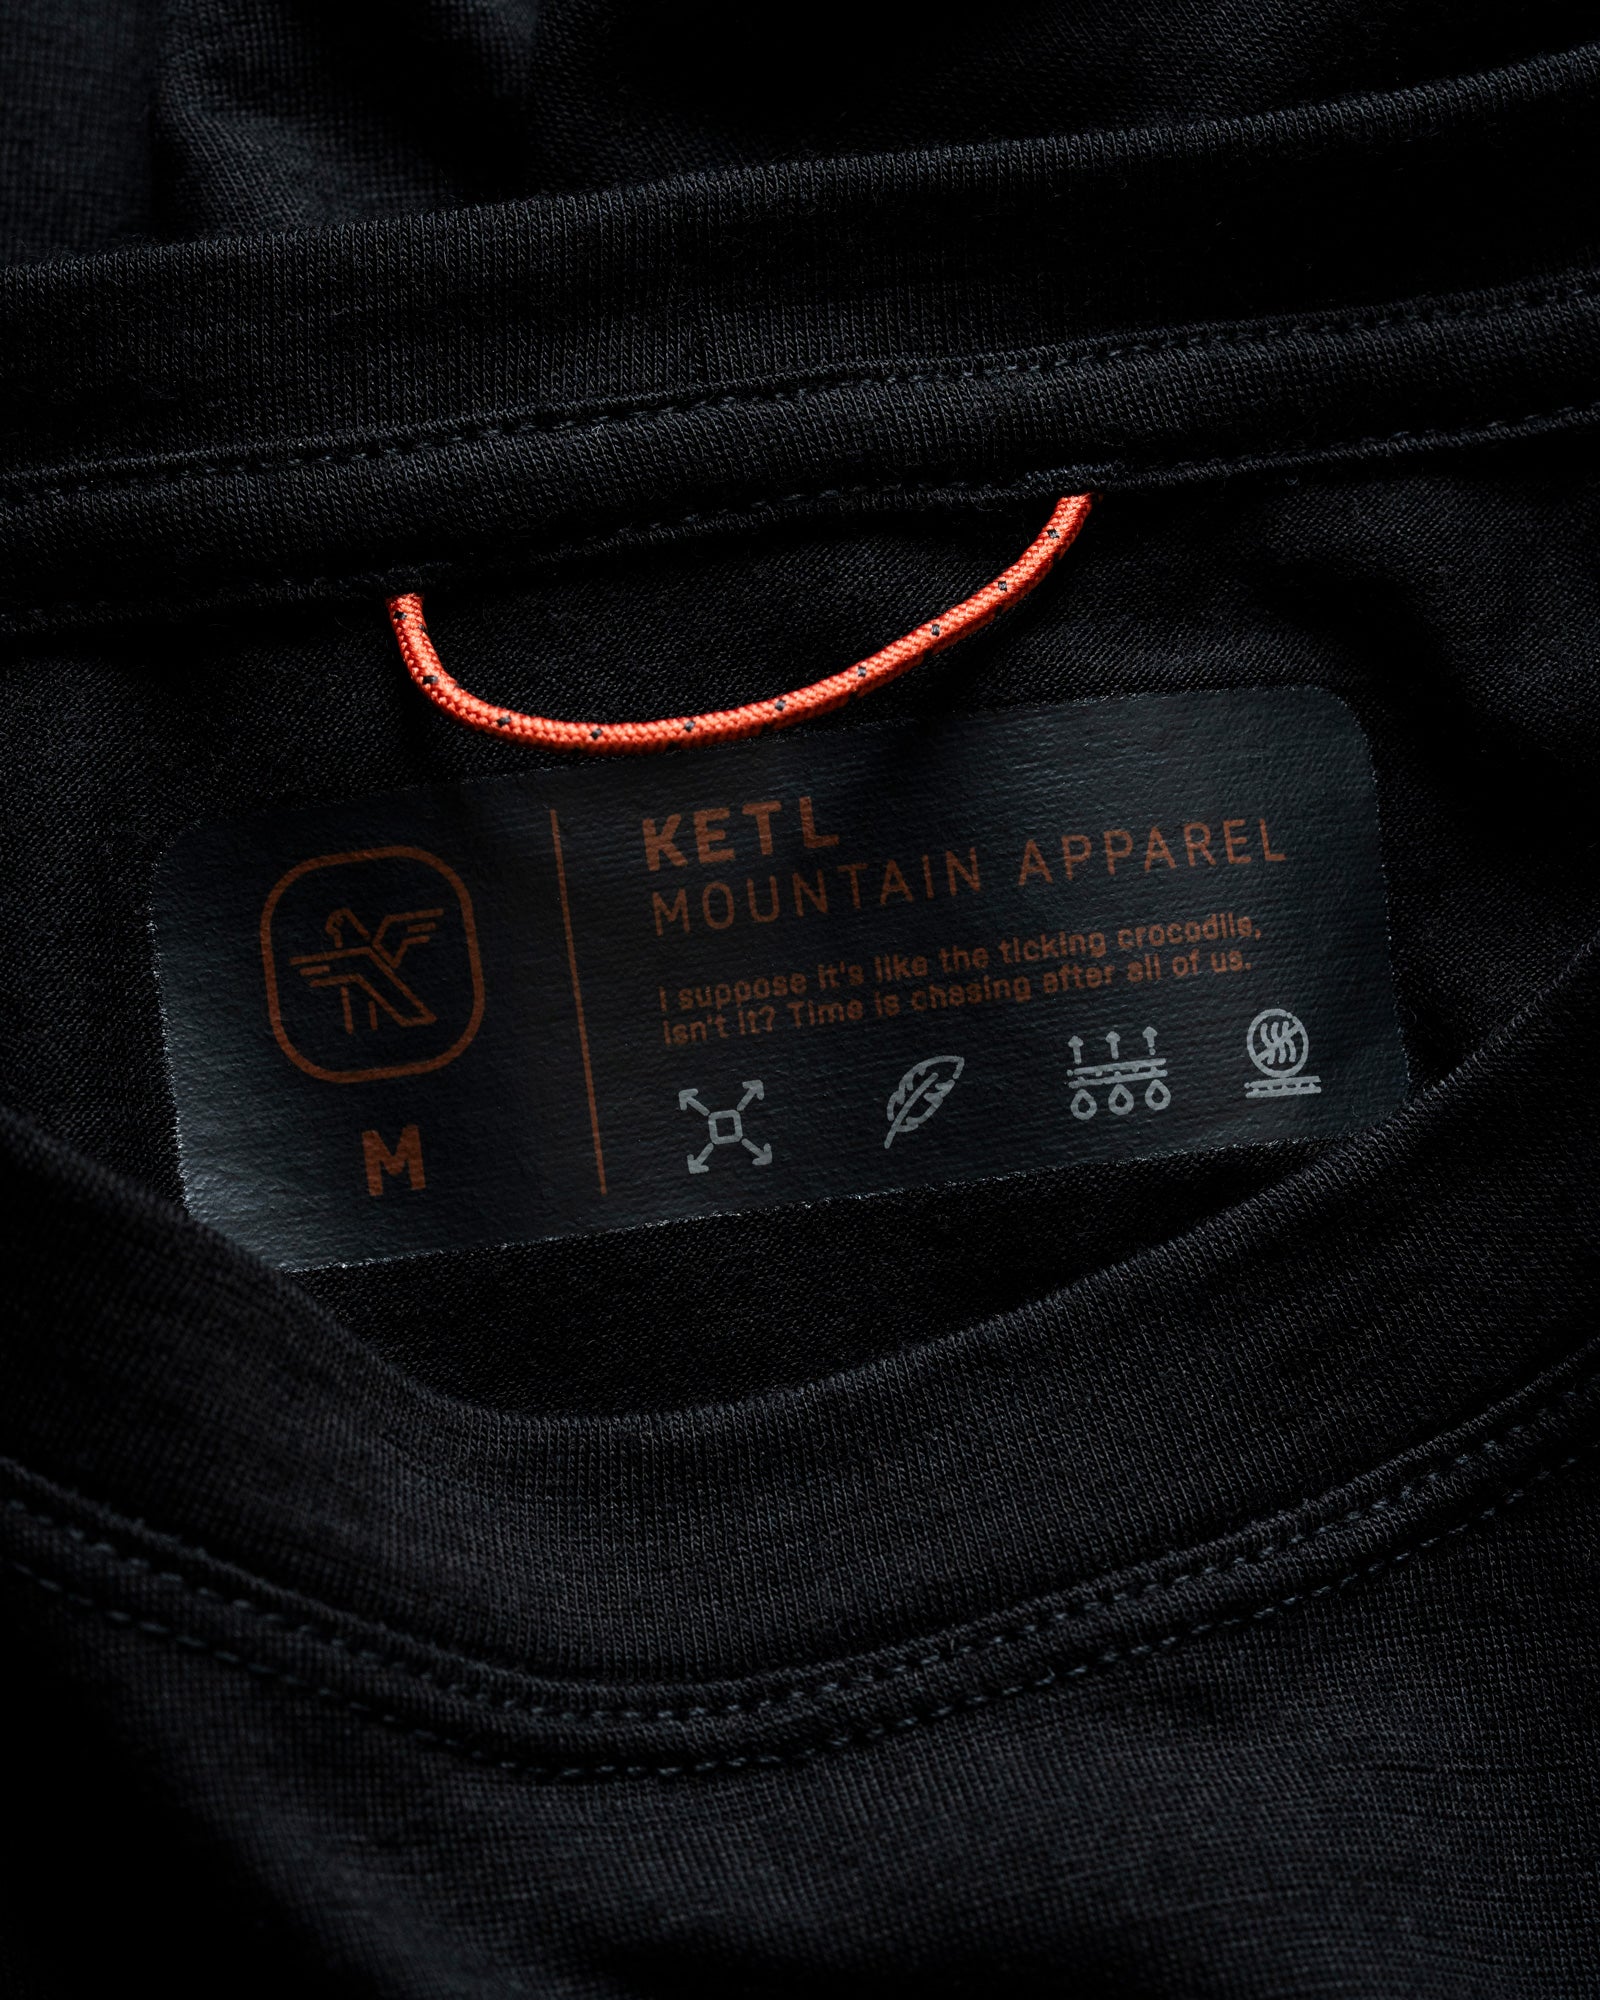 KETL
MOUNTAIN APPAREL
I suppose it's like the ticking crocodile,
isn't it? Time is chasing after all of us.
M